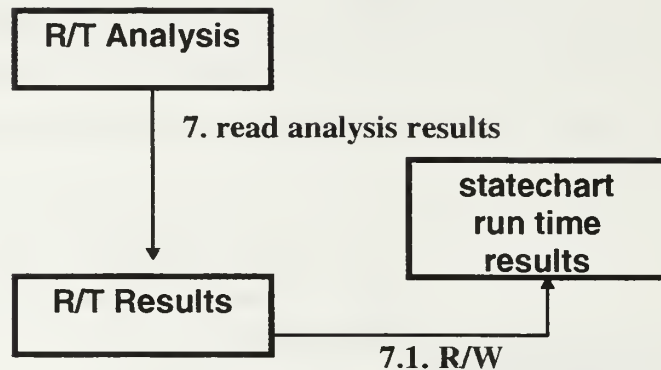 R/T Analysis
7. read analysis results
statechart
run time
results
R/T Results
7.1. R/W